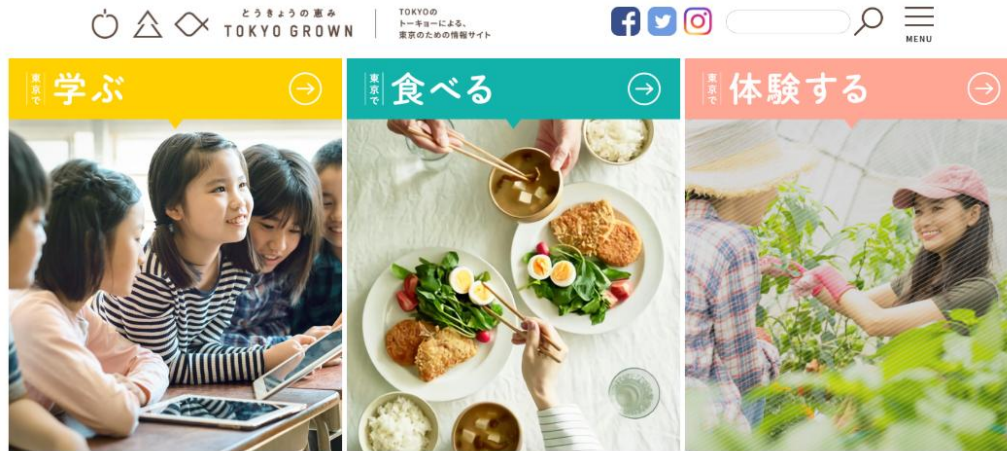 とうきょうの恵み
TOKYO GROWN
TOKYOの
トーキョーによる、
東京のための情報サイト
MENU
東京で 学ぶ
東京で 食べる
東京で 体験する